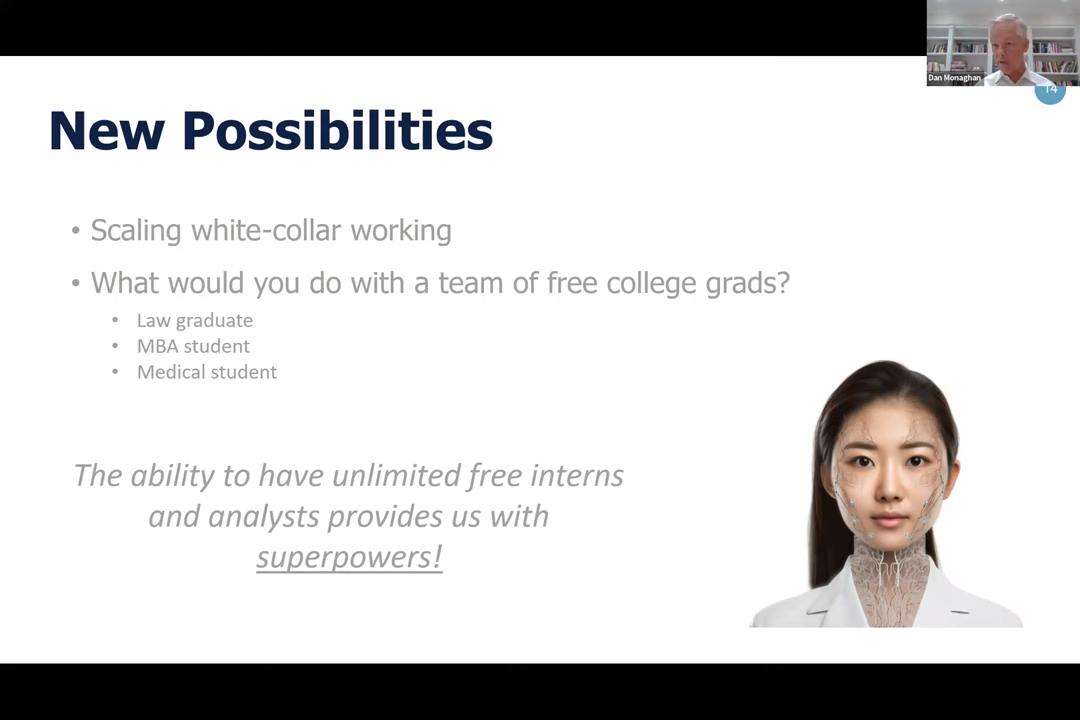 Dan Monaghan
14
New Possibilities
• Scaling white-collar working
• What would you do with a team of free college grads?
• Law graduate
• MBA student
• Medical student
The ability to have unlimited free interns
and analysts provides us with
superpowers!